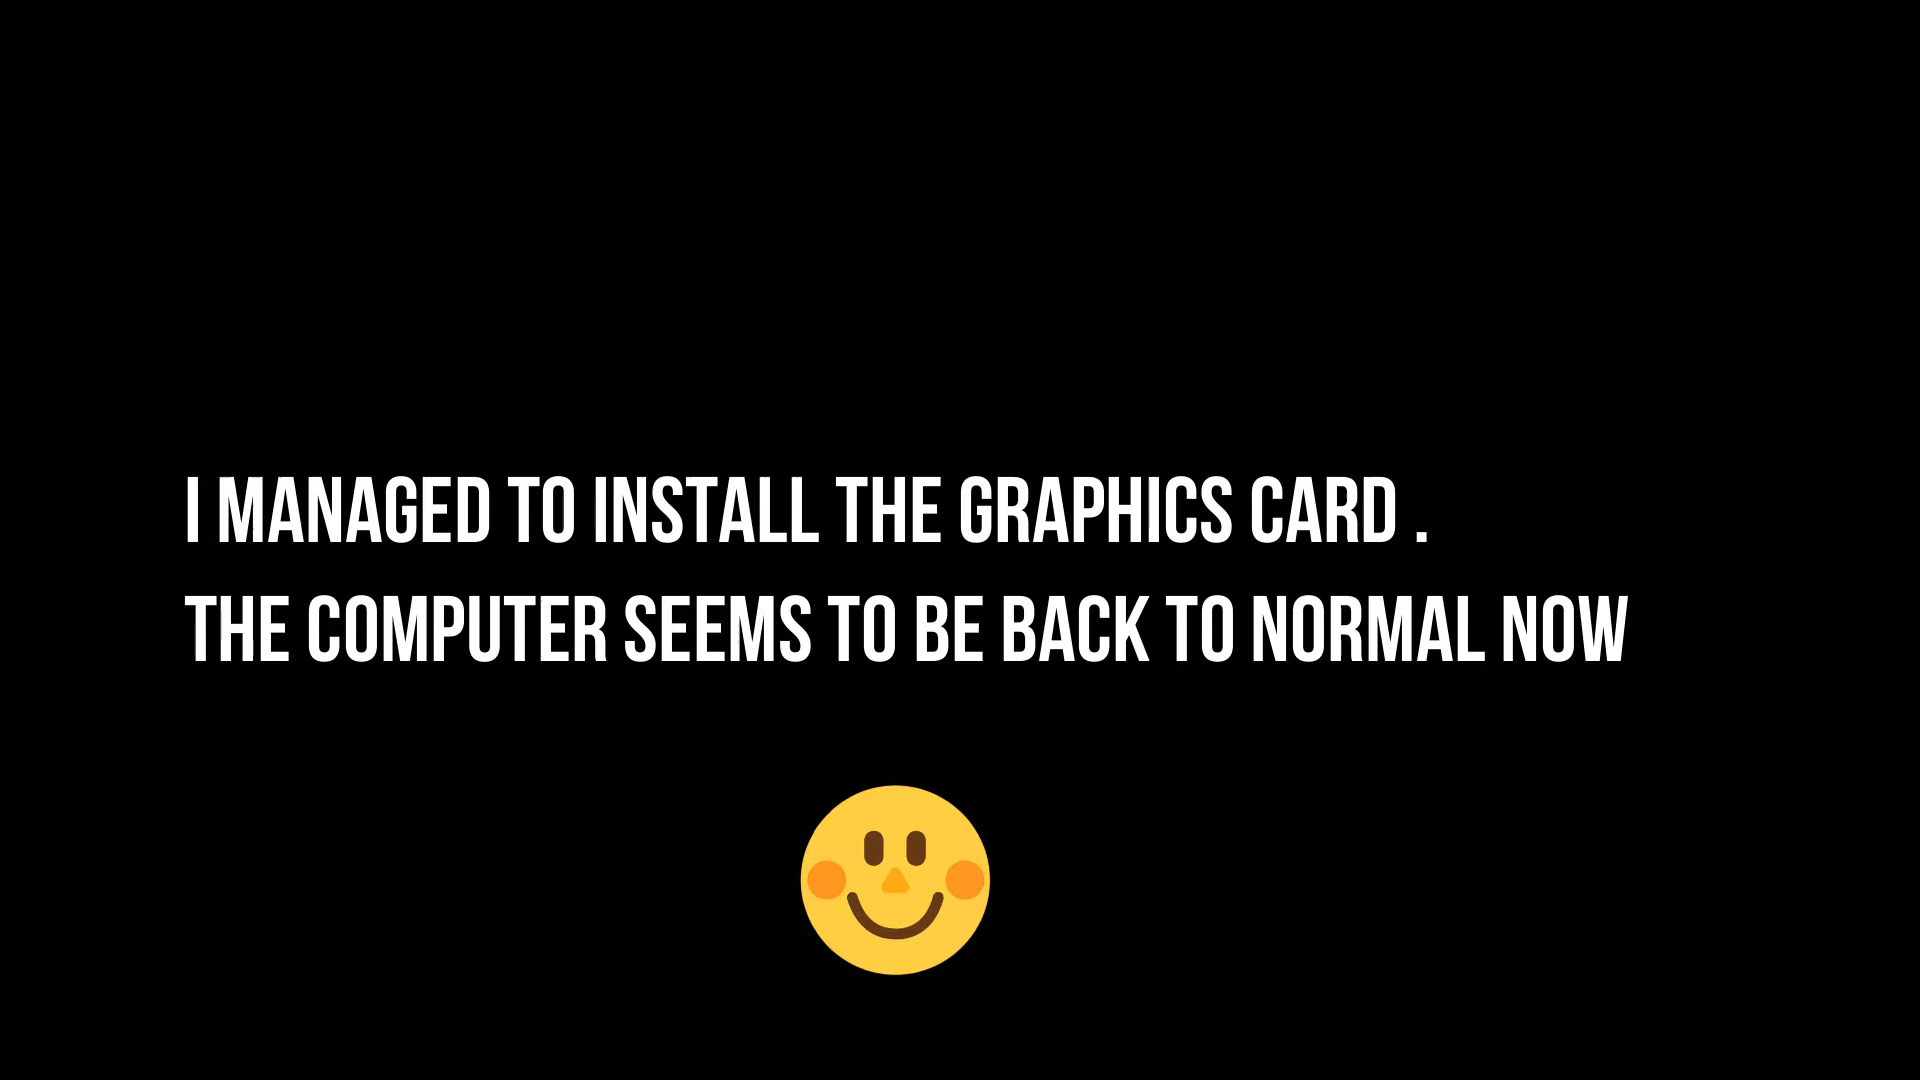 I MANAGED TO INSTALL THE GRAPHICS CARD .
THE COMPUTER SEEMS TO BE BACK TO NORMAL NOW